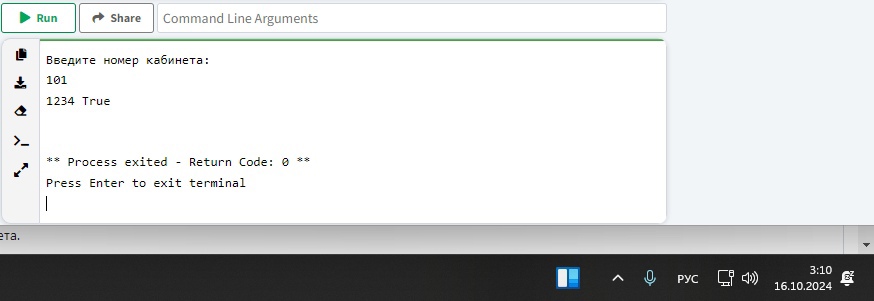 Run
Share
Command Line Arguments
Введите номер кабинета:
101
1234 True
** Process exited - Return Code: 0 **
Press Enter to exit terminal
ета.
РУС
3:10
16.10.2024